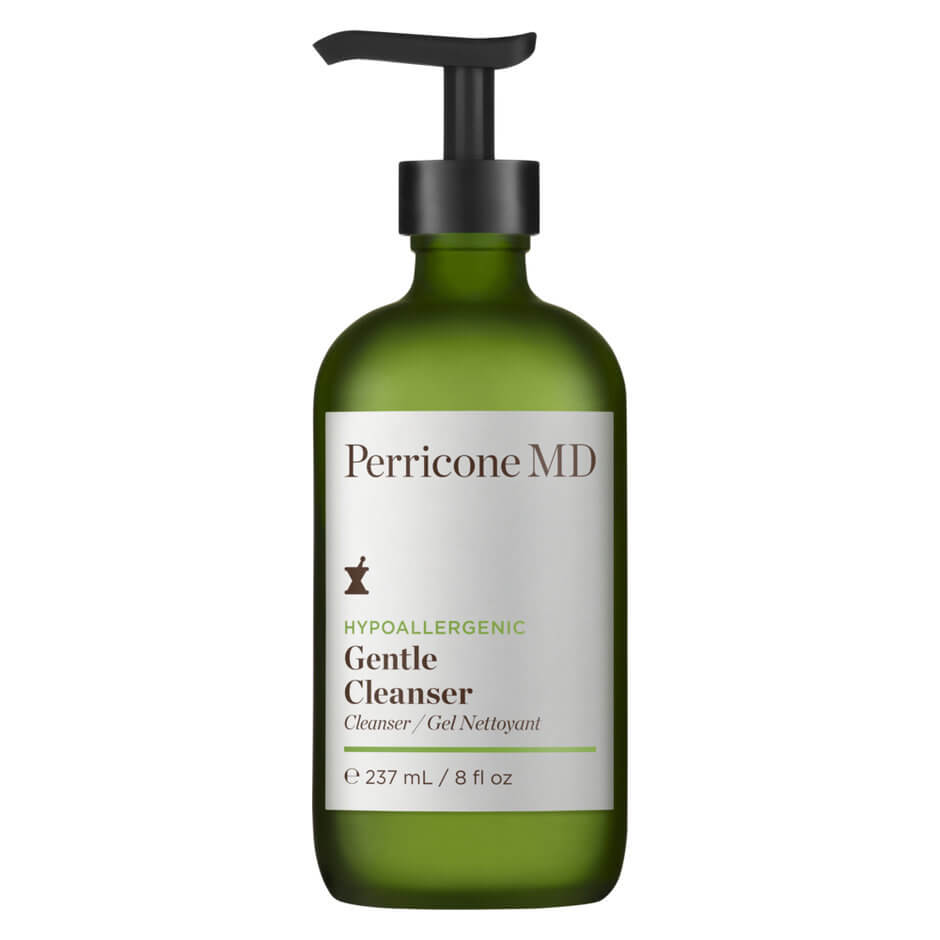 Perricone MD
HYPOALLERGENIC
Gentle
Cleanser
Cleanser / Gel Nettoyant
℮ 237 mL / 8 fl oz